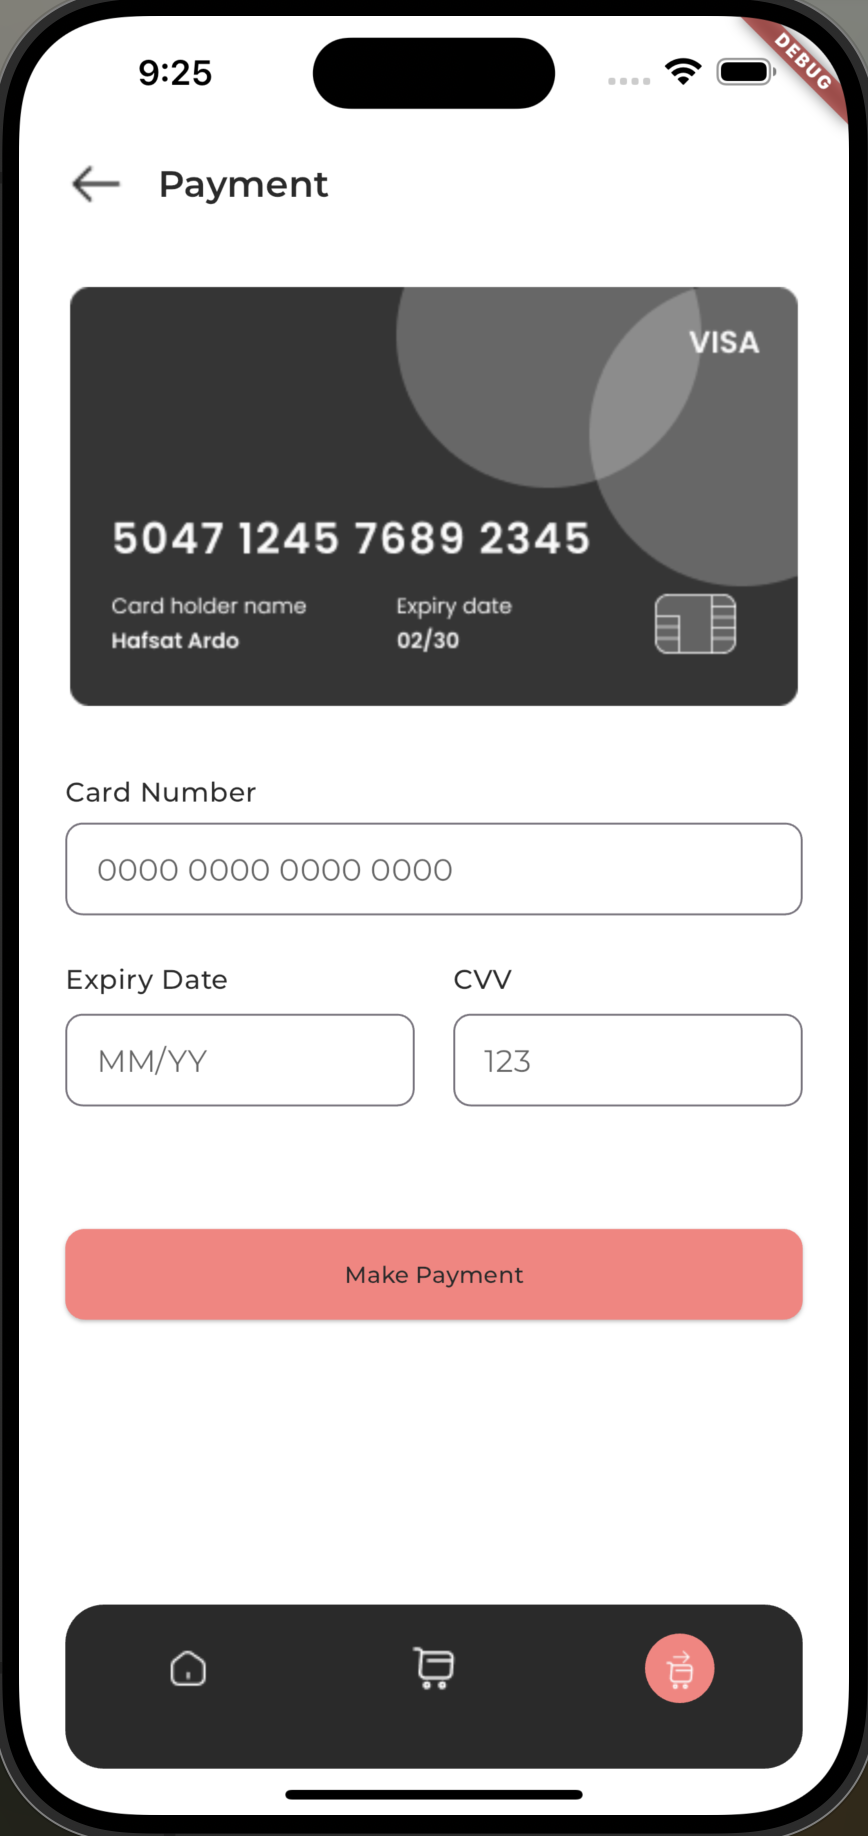 9:25
DEBUG
Payment
VISA
5047 1245 7689 2345
Card holder name Expiry date
Hafsat Ardo 02/30
Card Number
0000 0000 0000 0000
Expiry Date CVV
MM/YY 123
Make Payment